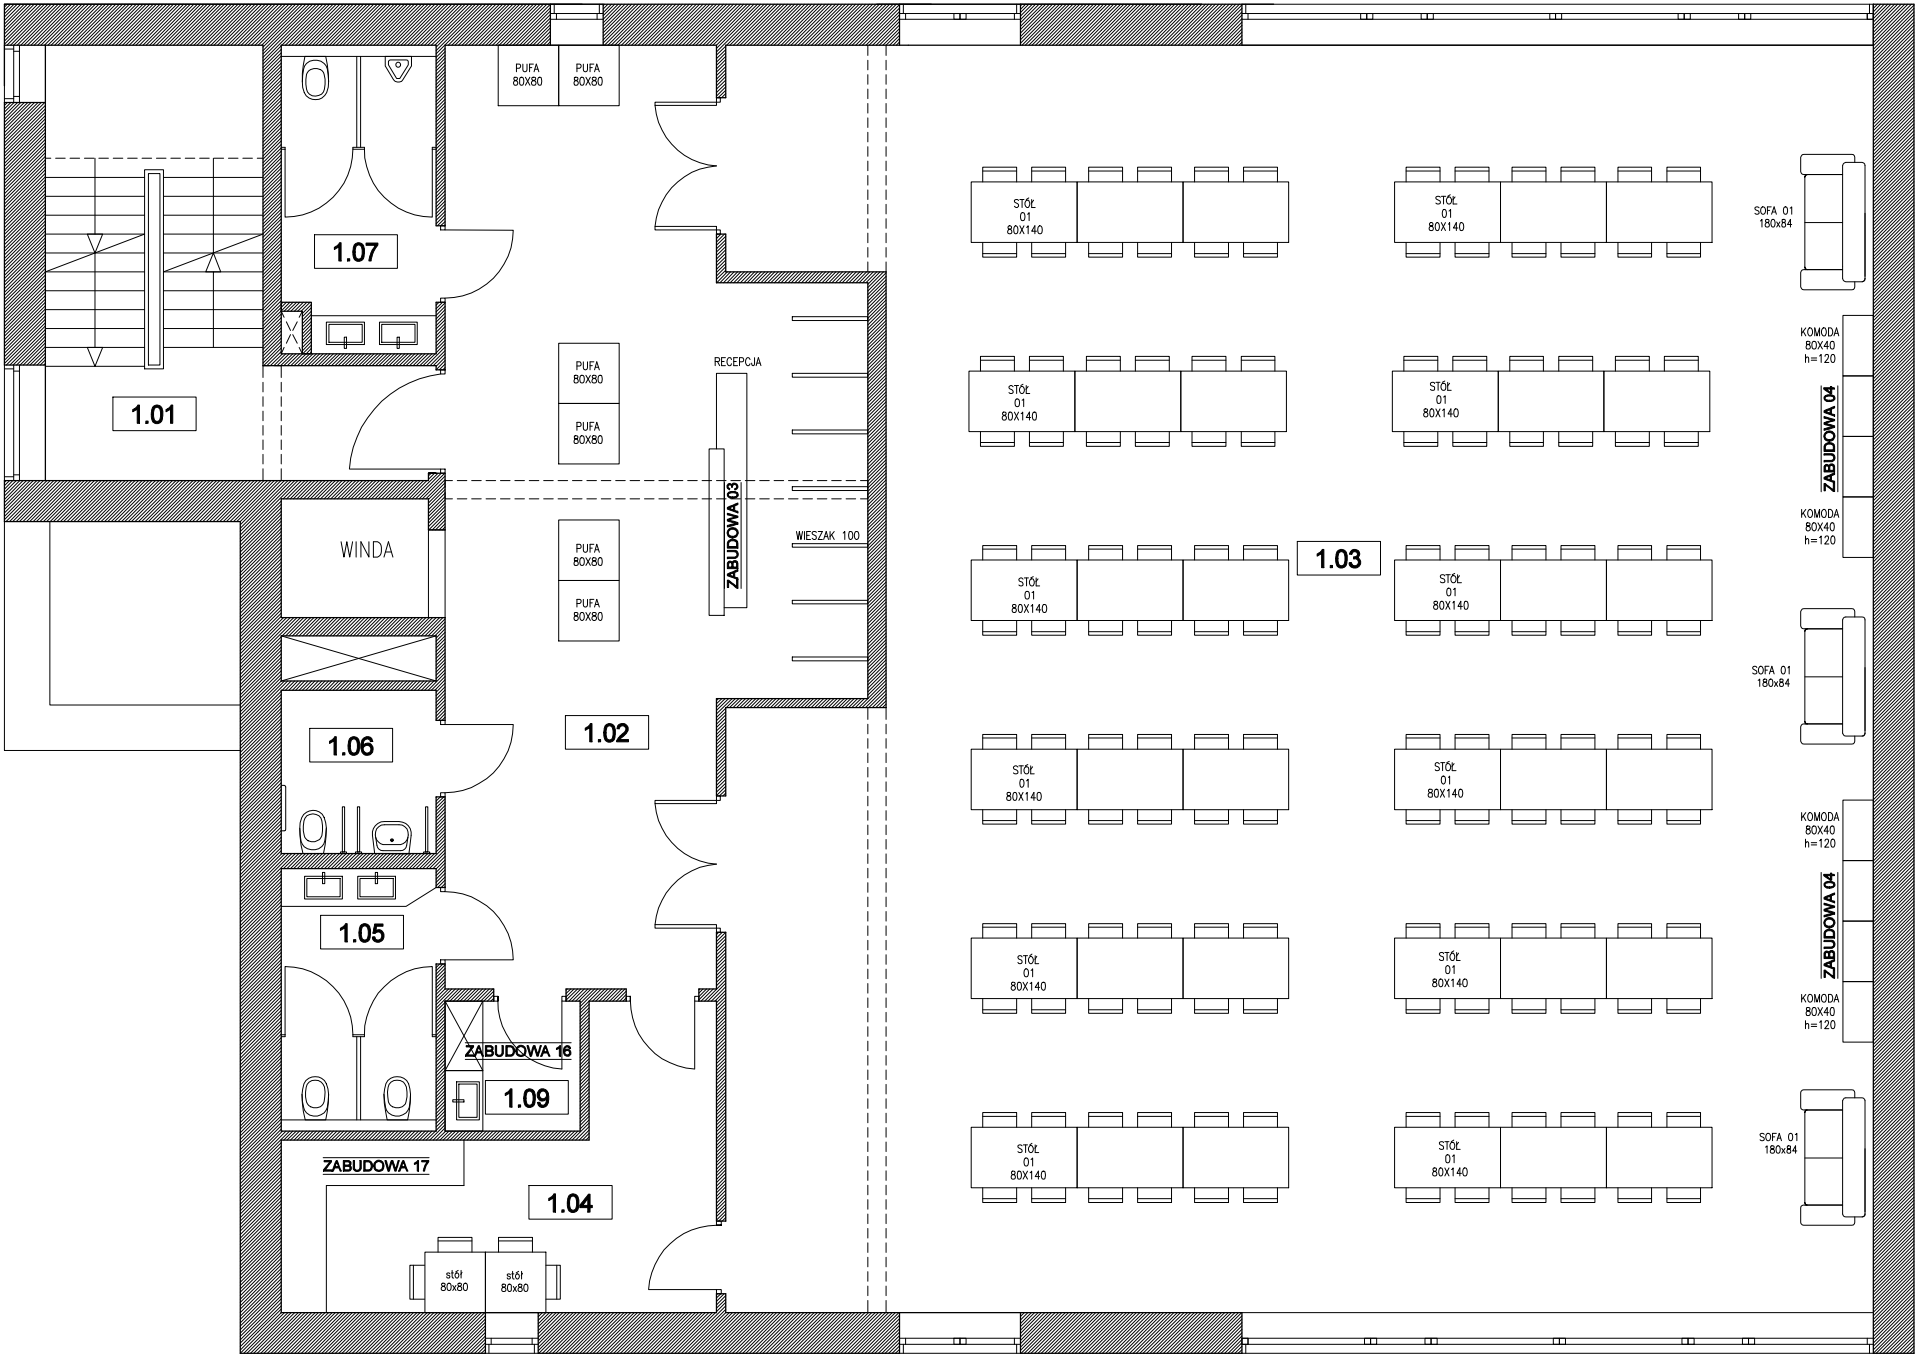 PUFA
80X80
PUFA
80X80
1.07
STÓŁ
01
80X140
STÓŁ
01
80X140
SOFA 01
180x84
PUFA
80X80
PUFA
80X80
RECEPCJA
1.01
STÓŁ
01
80X140
STÓŁ
01
80X140
KOMODA
80X40
h=120
ZABUDOWA 04
KOMODA
80X40
h=120
WINDA
PUFA
80X80
PUFA
80X80
ZABUDOWA 03
WIESZAK 100
1.03
STÓŁ
01
80X140
STÓŁ
01
80X140
SOFA 01
180x84
1.06
1.02
STÓŁ
01
80X140
STÓŁ
01
80X140
KOMODA
80X40
h=120
ZABUDOWA 04
KOMODA
80X40
h=120
1.05
STÓŁ
01
80X140
STÓŁ
01
80X140
ZABUDOWA 16
1.09
ZABUDOWA 17
1.04
STÓŁ
01
80X140
STÓŁ
01
80X140
SOFA 01
180x84
stół
80x80
stół
80x80